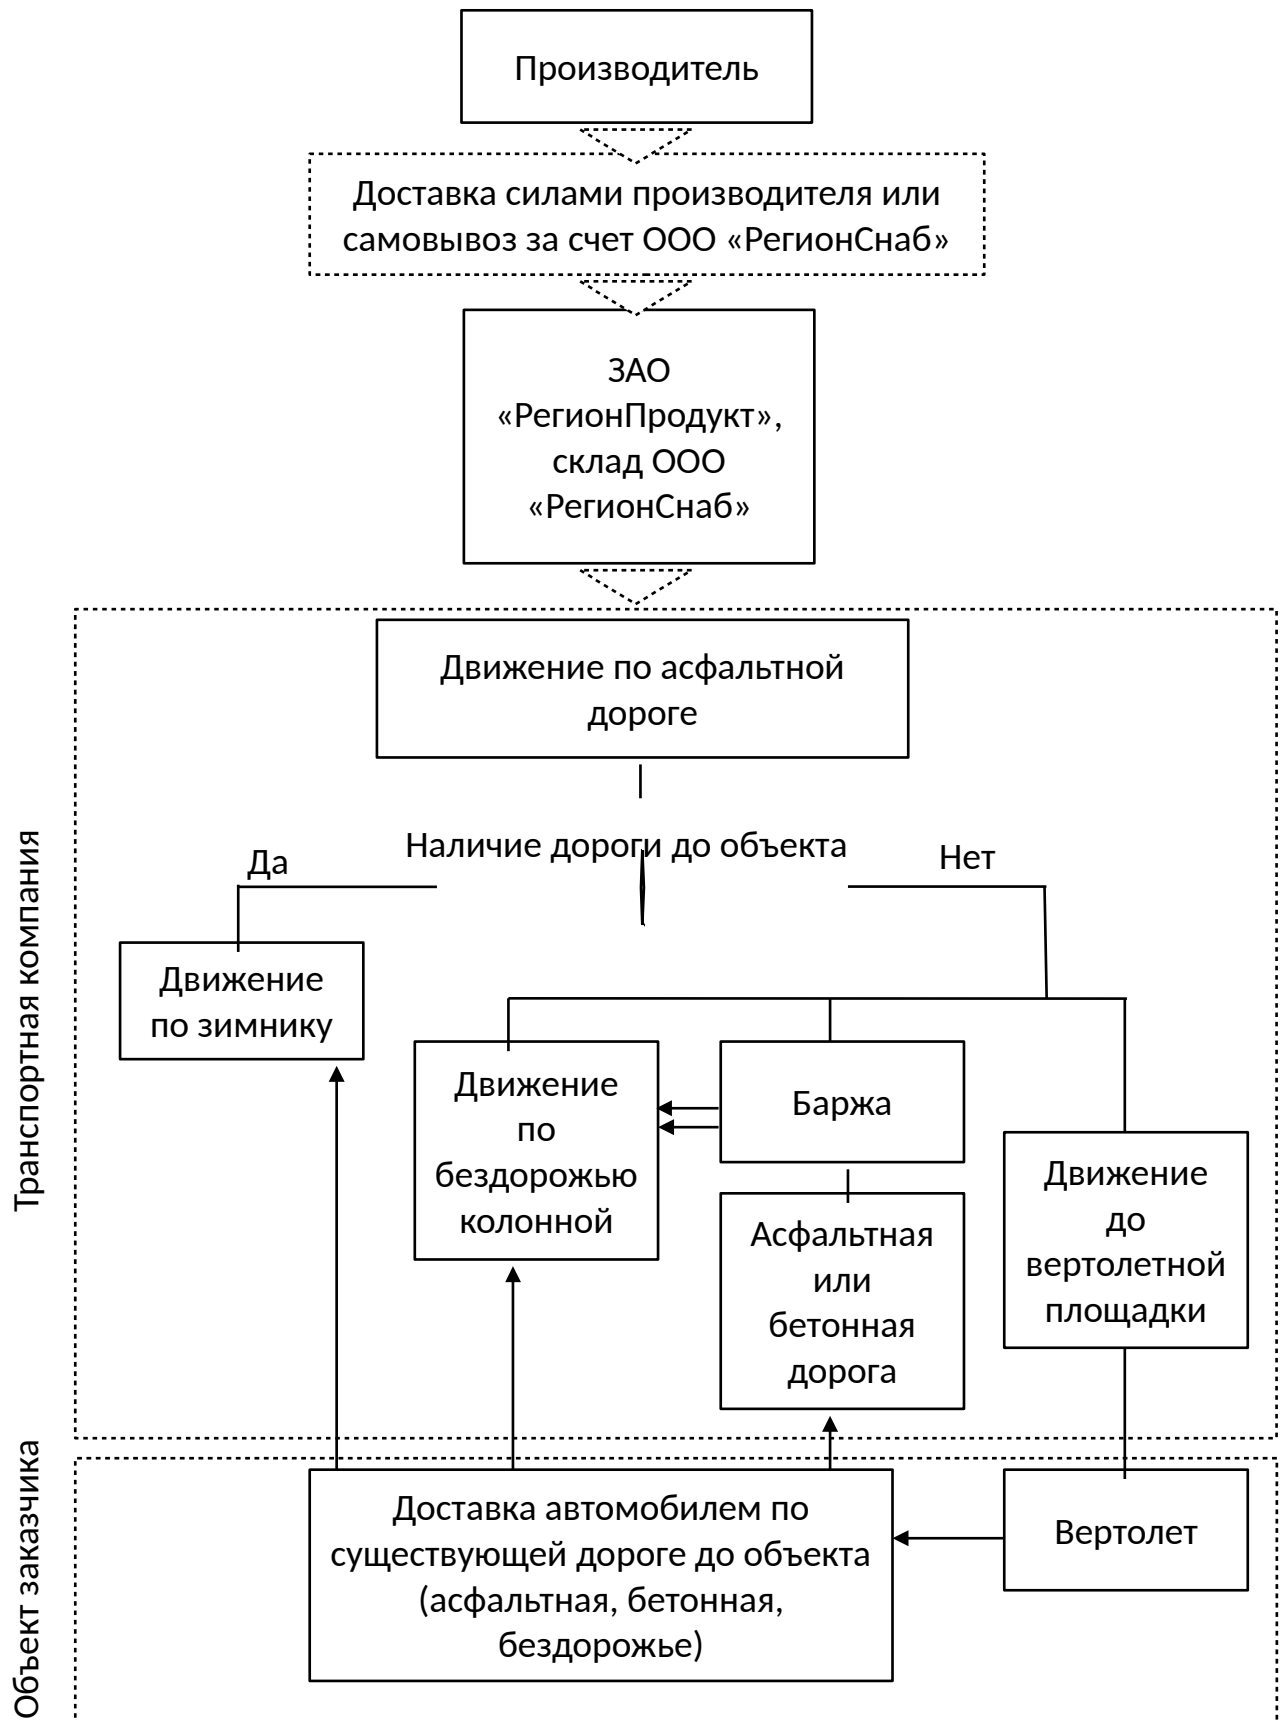 Производитель
Доставка силами производителя или
самовывоз за счет ООО «РегионСнаб»
ЗАО
«РегионПродукт»,
склад ООО
«РегионСнаб»
Транспортная компания
Движение по асфальтной
дороге
Наличие дороги до объекта
Да
Нет
Движение
по зимнику
Движение
по
бездорожью
колонной
Баржа
Асфальтная
или
бетонная
дорога
Движение
до
вертолетной
площадки
Объект заказчика
Доставка автомобилем по
существующей дороге до объекта
(асфальтная, бетонная,
бездорожье)
Вертолет